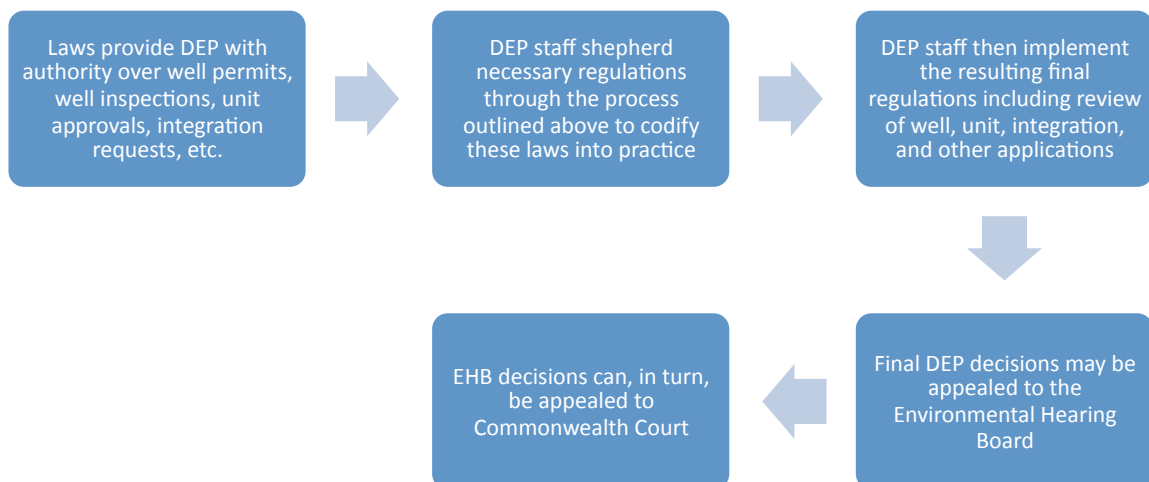 Laws provide DEP with
authority over well permits,
well inspections, unit
approvals, integration
requests, etc.
DEP staff shepherd
necessary regulations
through the process
outlined above to codify
these laws into practice
DEP staff then implement
the resulting final
regulations including review
of well, unit, integration,
and other applications
Final DEP decisions may be
appealed to the
Environmental Hearing
Board
EHB decisions can, in turn,
be appealed to
Commonwealth Court